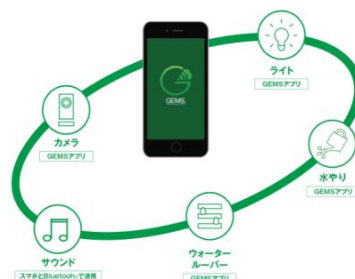 GEMS.
ライト
GEMSアプリ
カメラ
GEMSアプリ
水やり
GEMSアプリ
ウォーター
ルーバー
GEMSアプリ
サウンド
スマホとBluetooh®で連携